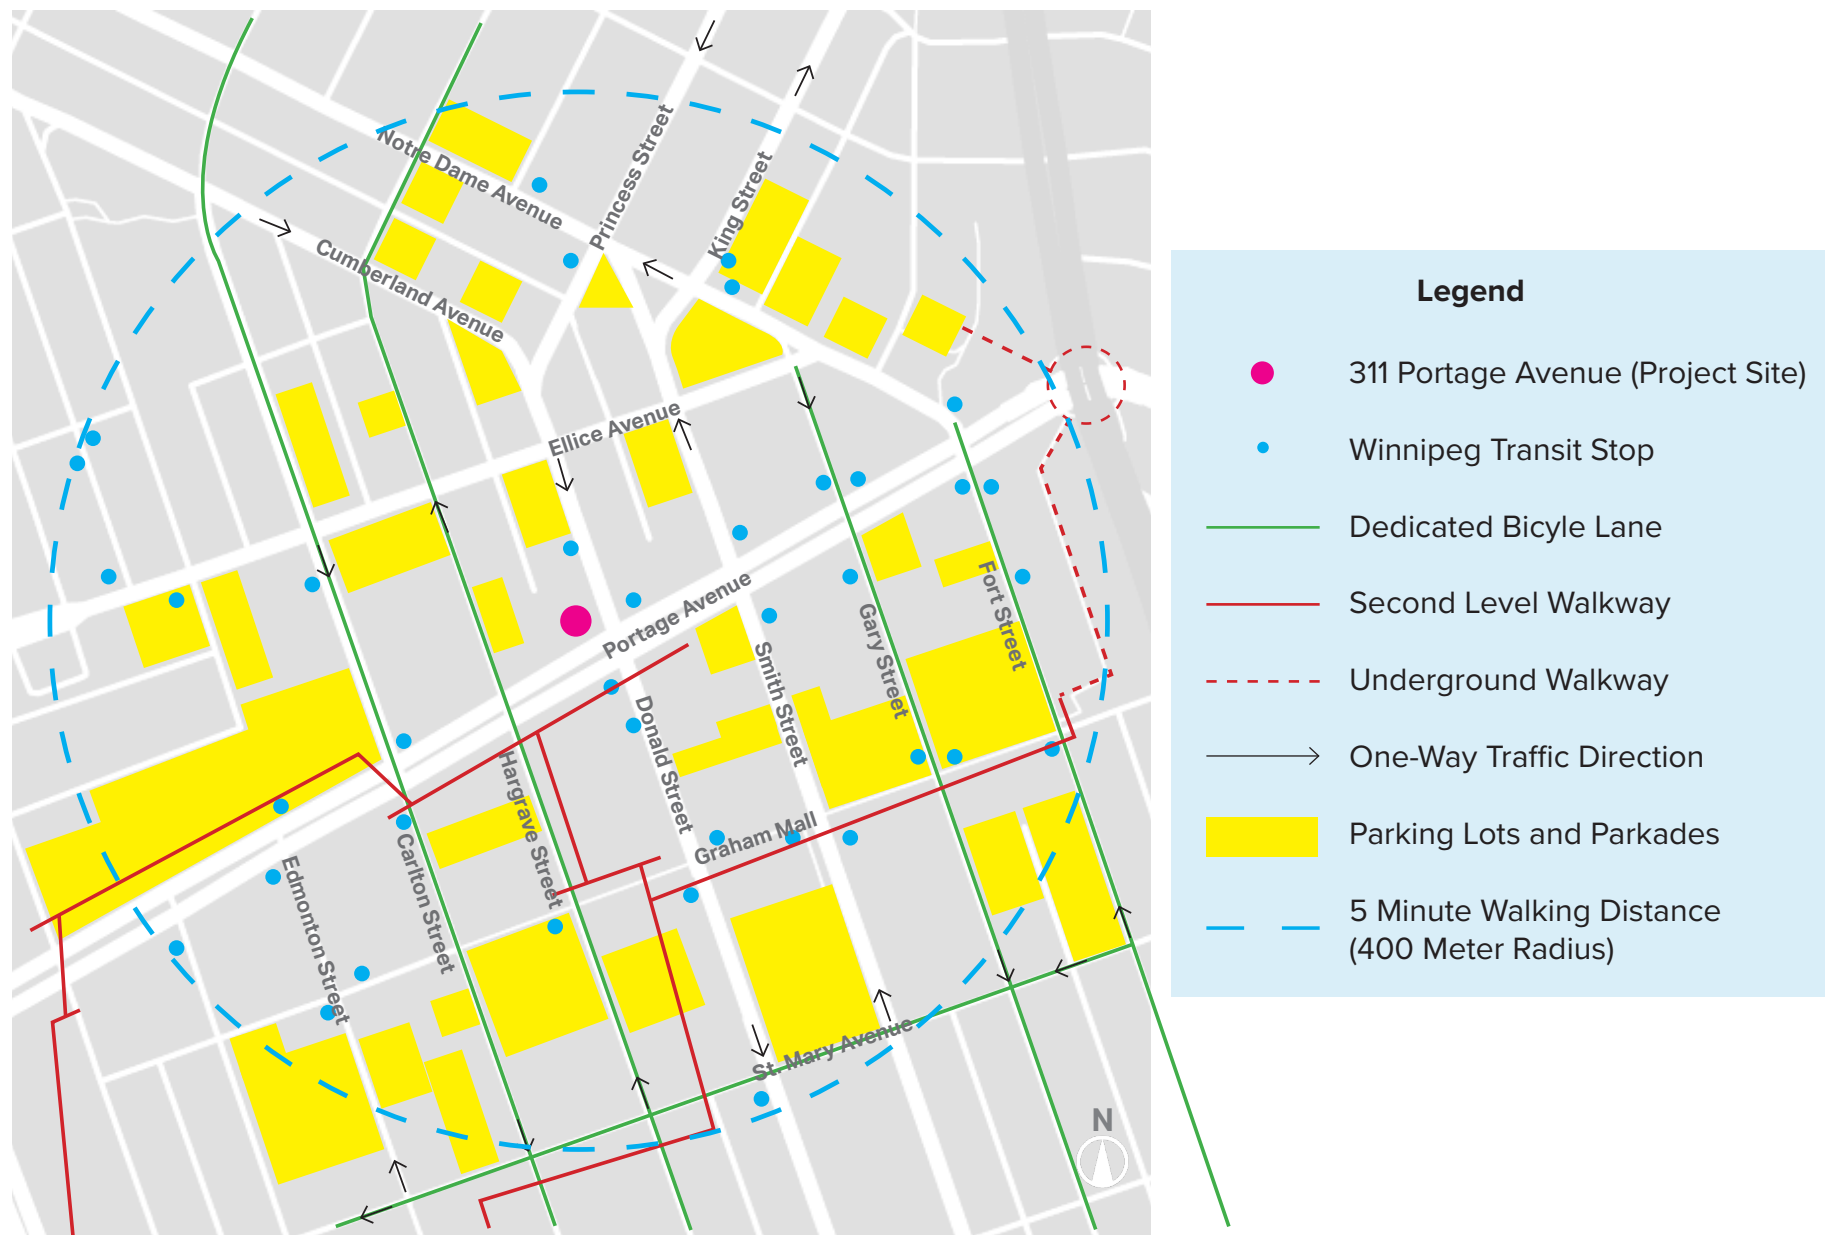 Notre Dame Avenue
Princess Street
King Street
Cumberland Avenue
Ellice Avenue
Portage Avenue
Fort Street
Gary Street
Smith Street
Donald Street
Hargrave Street
Graham Mall
Carlton Street
Edmonton Street
St. Mary Avenue
N
Legend
311 Portage Avenue (Project Site)
Winnipeg Transit Stop
Dedicated Bicyle Lane
Second Level Walkway
Underground Walkway
One-Way Traffic Direction
Parking Lots and Parkades
5 Minute Walking Distance
(400 Meter Radius)